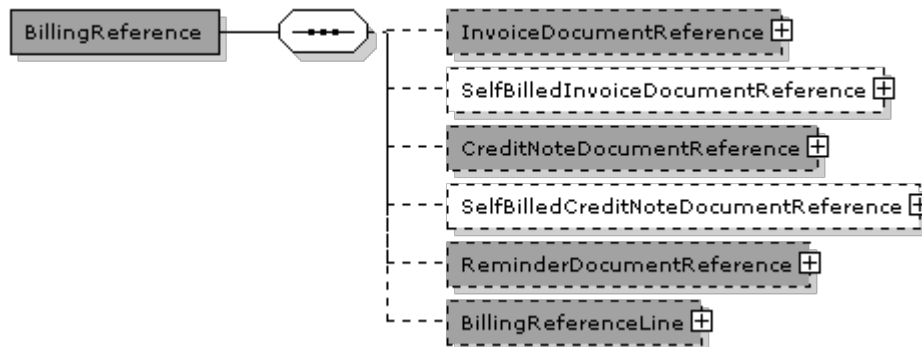 BillingReference
InvoiceDocumentReference
SelfBilledInvoiceDocumentReference
CreditNoteDocumentReference
SelfBilledCreditNoteDocumentReference
ReminderDocumentReference
BillingReferenceLine